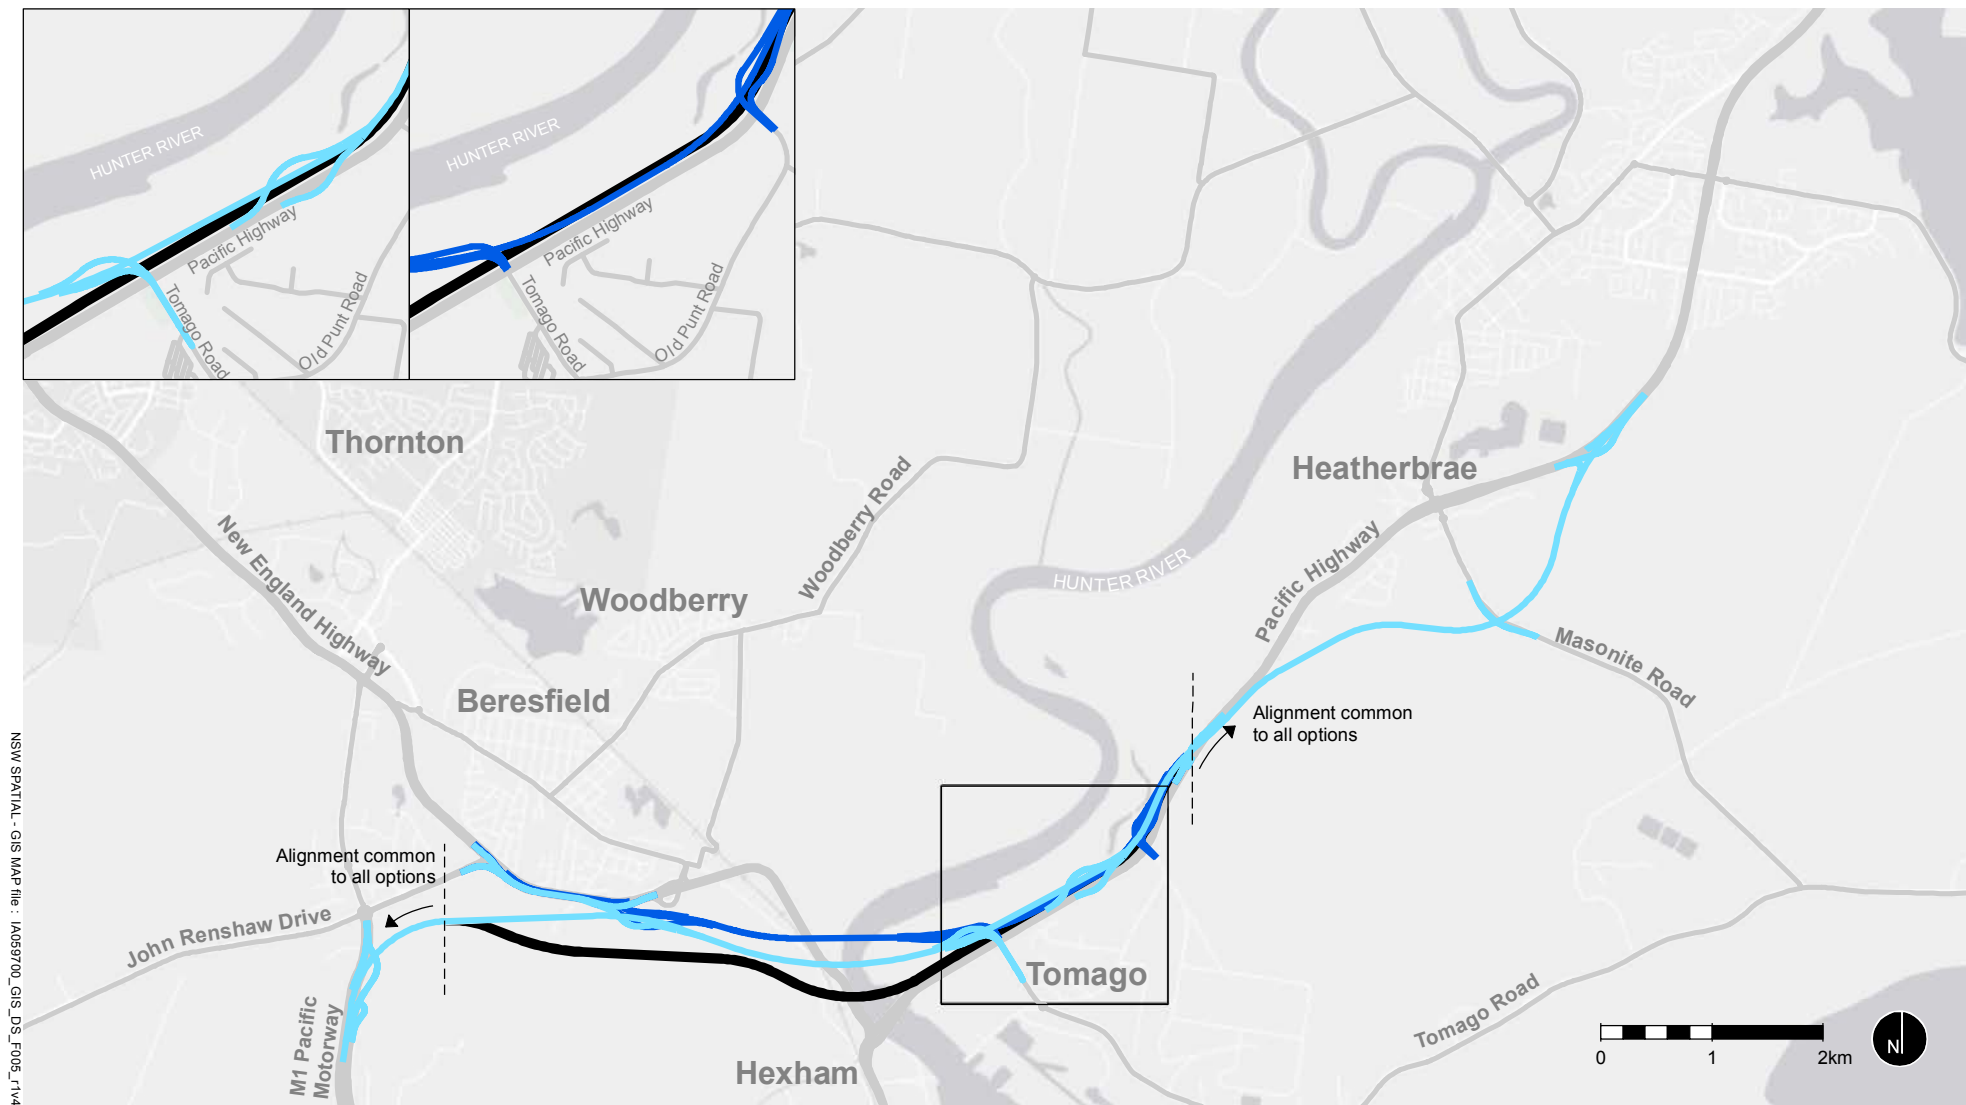 HUNTER RIVER
Pacific Highway
Tomago Road
Old Punt Road
HUNTER RIVER
Pacific Highway
Tomago Road
Old Punt Road
Thornton
New England Highway
Woodberry
Woodberry Road
Beresfield
HUNTER RIVER
Heatherbrae
Pacific Highway
Masonite Road
Alignment common
to all options
Alignment common
to all options
John Renshaw Drive
M1 Pacific
Motorway
Tomago
Hexham
Tomago Road
0 1 2km
N
NSW SPATIAL - GIS MAP file : IA059700_GIS_DS_F005_r1v4